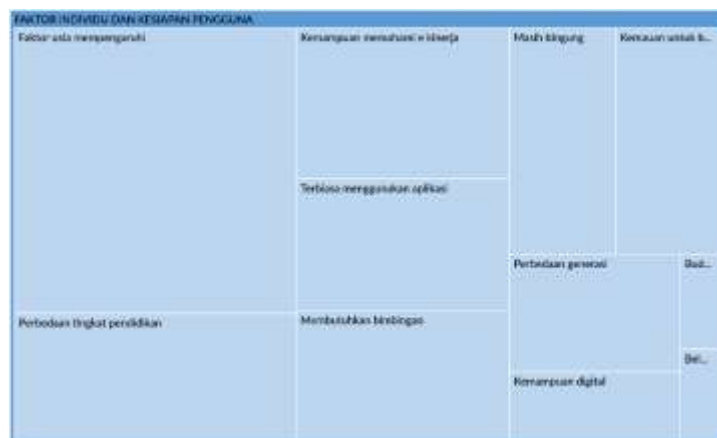 FAKTOR INDIVIDU DAN KESIAPAN PENGGUNA
Faktor usia mempengaruhi
Kemampuan memahami e kinerja
Masih bingung
Kemauan untuk b...
Terbiasa menggunakan aplikasi
Perbedaan generasi
Bud...
Perbedaan tingkat pendidikan
Membutuhkan bimbingan
Bel...
Kemampuan digital